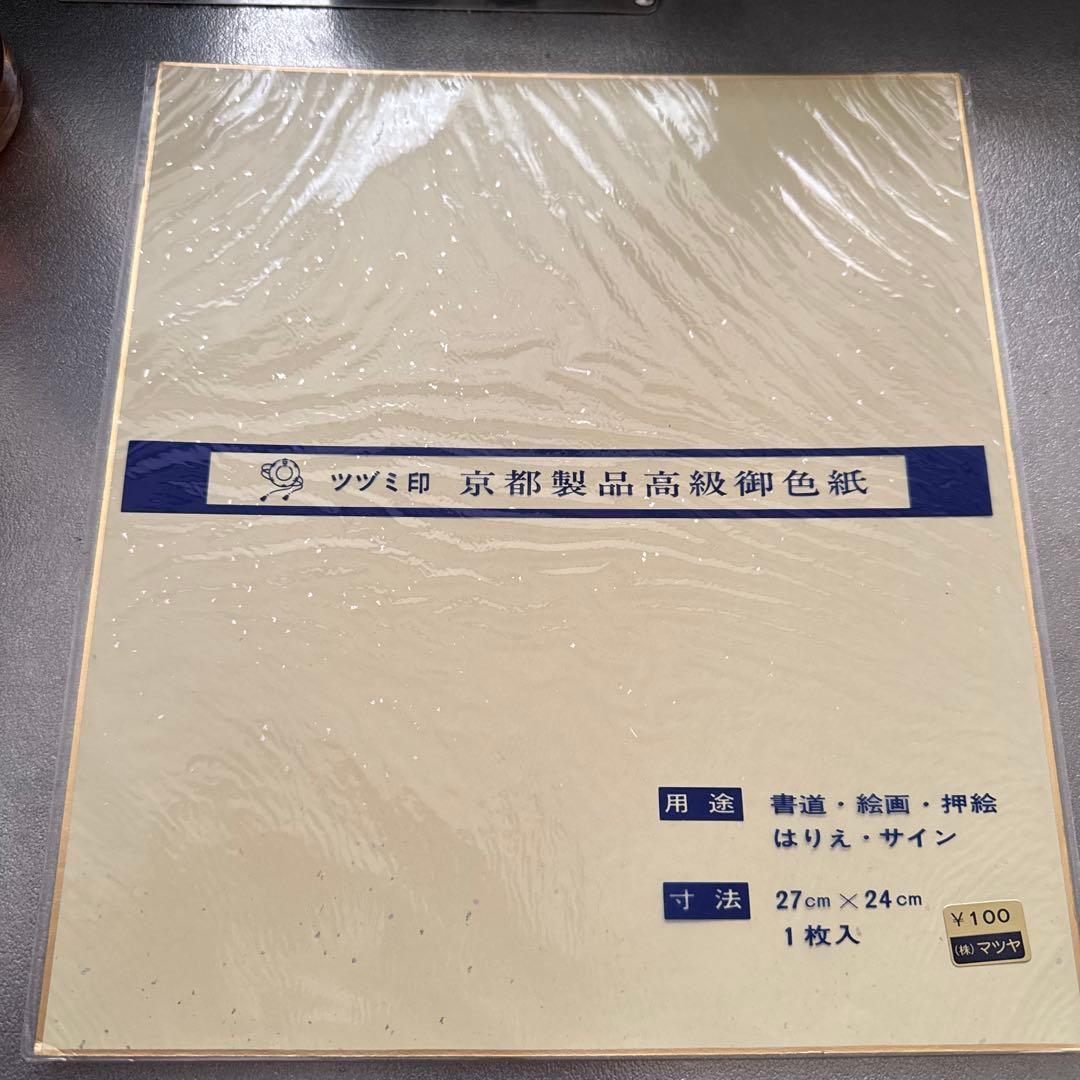 ツヅミ印 京都製品高級御色紙
用途 書道・絵画・押絵
はりえ・サイン
寸法 27cm×24cm
1枚入
¥100
(株)マツヤ